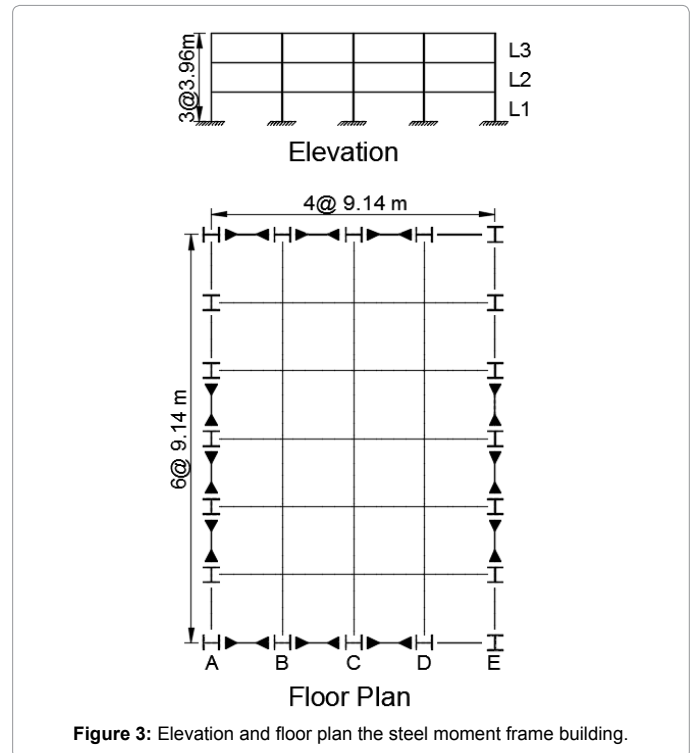 3@3.96m
L3
L2
L1
Elevation
4@ 9.14 m
6@ 9.14 m
A B C D E
Floor Plan
Figure 3: Elevation and floor plan the steel moment frame building.